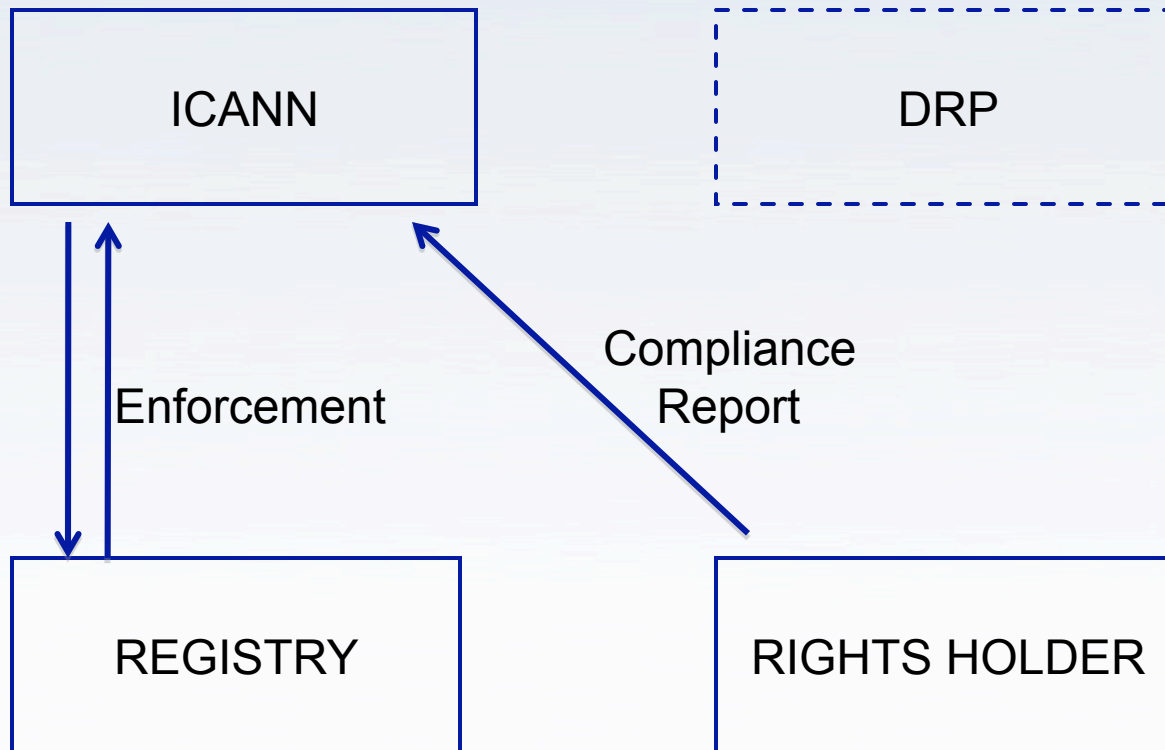 ICANN
DRP
Compliance
Report
Enforcement
REGISTRY
RIGHTS HOLDER